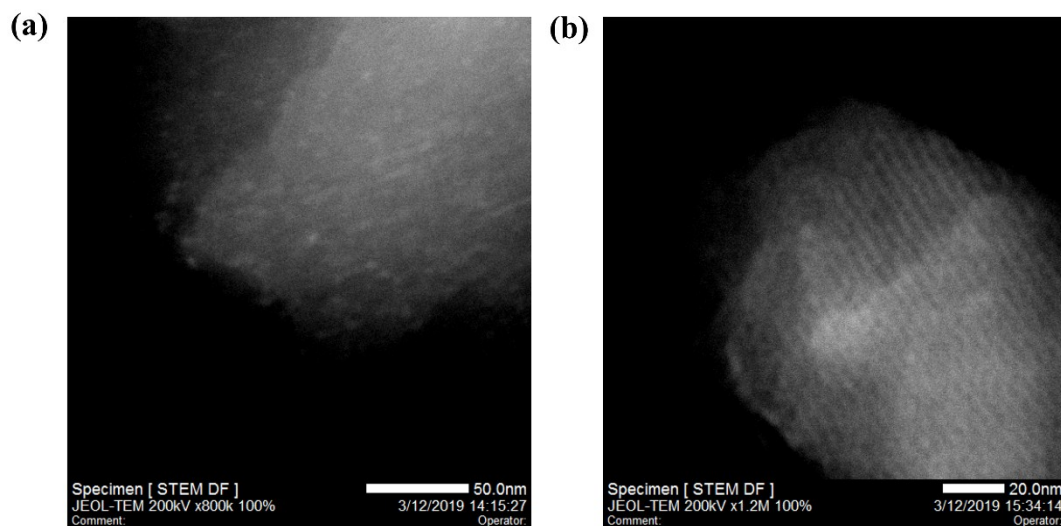 (a)
Specimen [ STEM DF ] 50.0nm
JEOL-TEM 200kV x800k 100% 3/12/2019 14:15:27
Comment: Operator:
(b)
Specimen [ STEM DF ] 20.0nm
JEOL-TEM 200kV x1.2M 100% 3/12/2019 15:34:14
Comment: Operator: